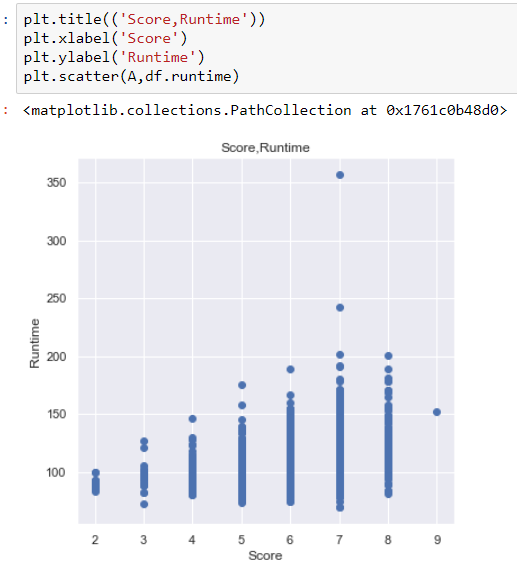 : plt.title(('Score,Runtime'))
plt.xlabel('Score')
plt.ylabel('Runtime')
plt.scatter(A,df.runtime)
: <matplotlib.collections.PathCollection at 0x1761c0b48d0>
Score,Runtime
350
300
250
200
150
100
Runtime
2 3 4 5 6 7 8 9
Score